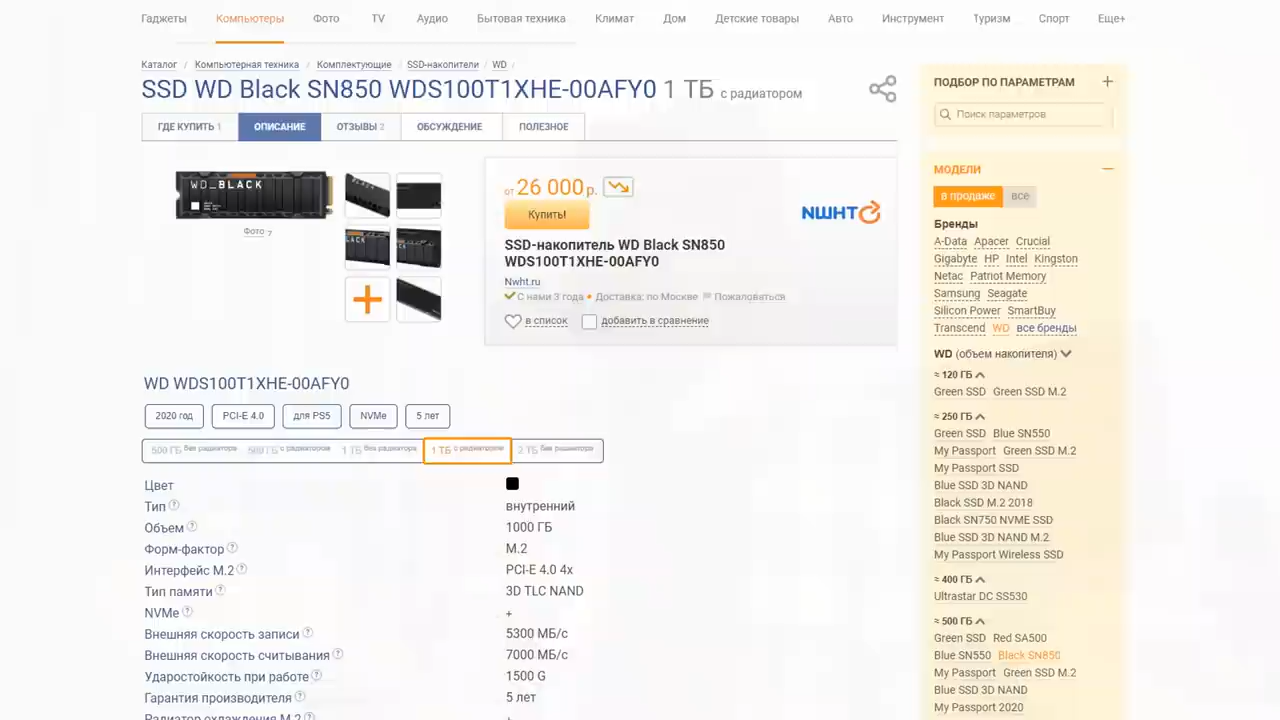 Гаджеты Компьютеры Фото TV Аудио Бытовая техника Климат Дом Детские товары Авто Инструмент Туризм Спорт Еще+
Каталог / Компьютерная техника / Комплектующие / SSD-накопители / WD /
SSD WD Black SN850 WDS100T1XHE-00AFY0 1 ТБ с радиатором
ГДЕ КУПИТЬ 1 ОПИСАНИЕ ОТЗЫВЫ 2 ОБСУЖДЕНИЕ ПОЛЕЗНОЕ
WD_BLACK
Фото 7
от 26 000 р.
Купить!
NWHT
SSD-накопитель WD Black SN850
WDS100T1XHE-00AFY0
Nwht.ru
С нами 3 года • Доставка: по Москве Пожаловаться
в список добавить в сравнение
WD WDS100T1XHE-00AFY0
2020 год PCI-E 4.0 для PS5 NVMe 5 лет
500 ГБ без радиатора 500 ГБ с радиатором 1 ТБ без радиатора 1 ТБ с радиатором 2 ТБ без радиатора
Цвет
Тип ? внутренний
Объем ? 1000 ГБ
Форм-фактор ? M.2
Интерфейс M.2 ? PCI-E 4.0 4x
Тип памяти ? 3D TLC NAND
NVMe ? +
Внешняя скорость записи ? 5300 МБ/с
Внешняя скорость считывания ? 7000 МБ/с
Ударостойкость при работе ? 1500 G
Гарантия производителя ? 5 лет
Радиатор охлаждения M.2 ? +
ПОДБОР ПО ПАРАМЕТРАМ +
Поиск параметров
МОДЕЛИ —
в продаже все
Бренды
A-Data Apacer Crucial
Gigabyte HP Intel Kingston
Netac Patriot Memory
Samsung Seagate
Silicon Power SmartBuy
Transcend WD все бренды
WD (объем накопителя)
≈ 120 ГБ
Green SSD Green SSD M.2
≈ 250 ГБ
Green SSD Blue SN550
My Passport Green SSD M.2
My Passport SSD
Blue SSD 3D NAND
Black SSD M.2 2018
Black SN750 NVME SSD
Blue SSD 3D NAND M.2
My Passport Wireless SSD
≈ 400 ГБ
Ultrastar DC SS530
≈ 500 ГБ
Green SSD Red SA500
Blue SN550 Black SN850
My Passport Green SSD M.2
Blue SSD 3D NAND
My Passport 2020